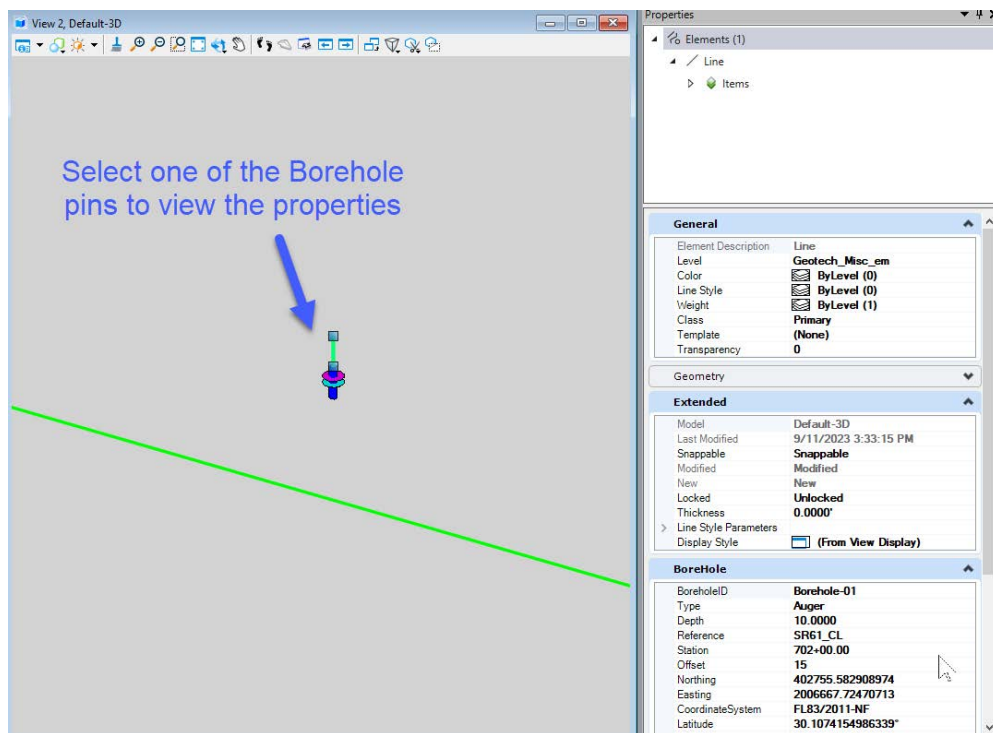 View 2, Default-3D
Select one of the Borehole
pins to view the properties
Properties
Elements (1)
Line
Items
General
Element Description Line
Level Geotech_Misc_em
Color ByLevel (0)
Line Style ByLevel (0)
Weight ByLevel (1)
Class Primary
Template (None)
Transparency 0
Geometry
Extended
Model Default-3D
Last Modified 9/11/2023 3:33:15 PM
Snappable Snappable
Modified Modified
New New
Locked Unlocked
Thickness 0.0000'
Line Style Parameters
Display Style (From View Display)
BoreHole
BoreholeID Borehole-01
Type Auger
Depth 10.0000
Reference SR61_CL
Station 702+00.00
Offset 15
Northing 402755.582908974
Easting 2006667.72470713
CoordinateSystem FL83/2011-NF
Latitude 30.1074154986339°